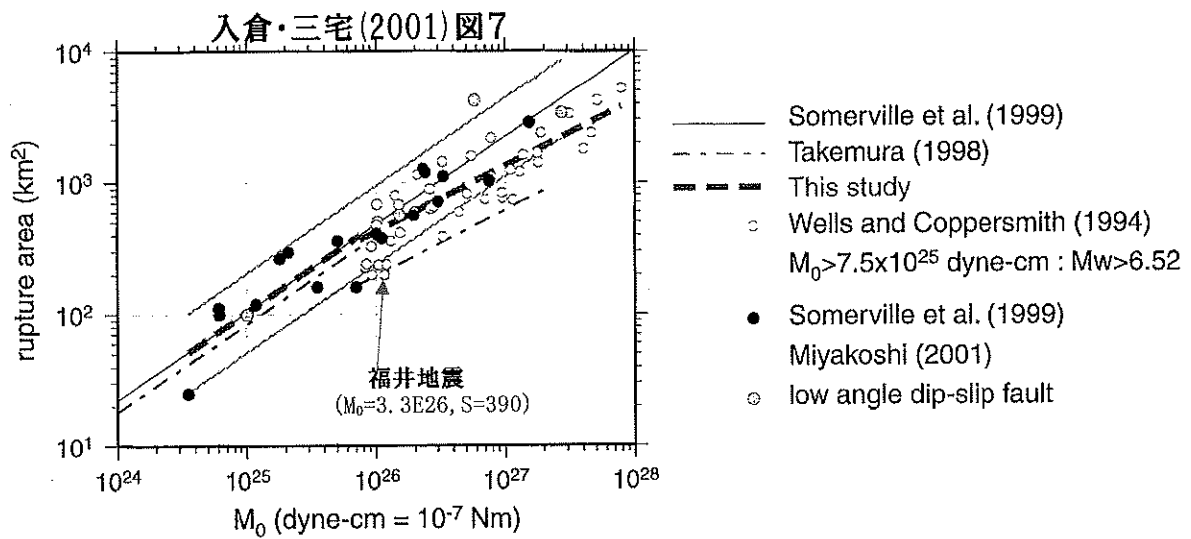 入倉・三宅(2001)図7
10⁴
10³
10²
10¹
rupture area (km²)
10²⁴
10²⁵
10²⁶
10²⁷
10²⁸
M₀ (dyne-cm = 10⁻⁷ Nm)
福井地震
(M₀=3.3E26, S=390)
Somerville et al. (1999)
Takemura (1998)
This study
Wells and Coppersmith (1994)
M₀>7.5x10²⁵ dyne-cm : Mw>6.52
Somerville et al. (1999)
Miyakoshi (2001)
low angle dip-slip fault